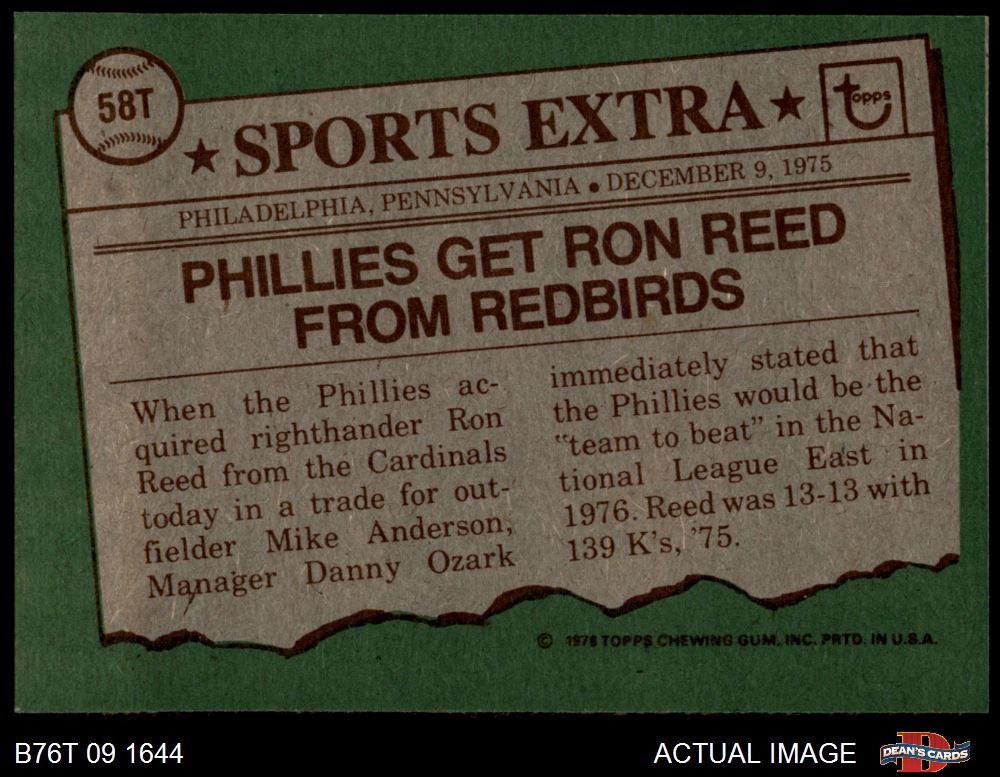 58T
★ SPORTS EXTRA ★
topps
PHILADELPHIA, PENNSYLVANIA • DECEMBER 9, 1975
PHILLIES GET RON REED
FROM REDBIRDS
When the Phillies ac-
quired righthander Ron
Reed from the Cardinals
today in a trade for out-
fielder Mike Anderson,
Manager Danny Ozark
immediately stated that
the Phillies would be the
“team to beat” in the Na-
tional League East in
1976. Reed was 13-13 with
139 K's, ’75.
© 1976 TOPPS CHEWING GUM, INC. PRTD. IN U.S.A.
B76T 09 1644
ACTUAL IMAGE
DEAN'S CARDS